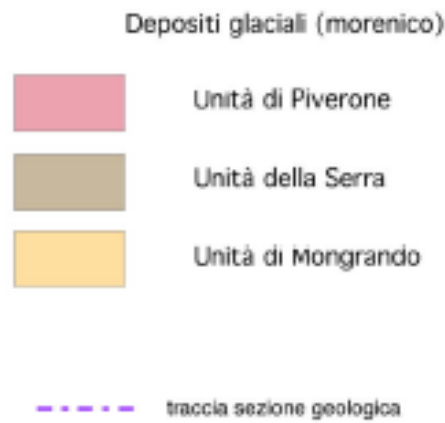 Depositi glaciali (morenico)
Unità di Piverone
Unità della Serra
Unità di Mongrando
traccia sezione geologica